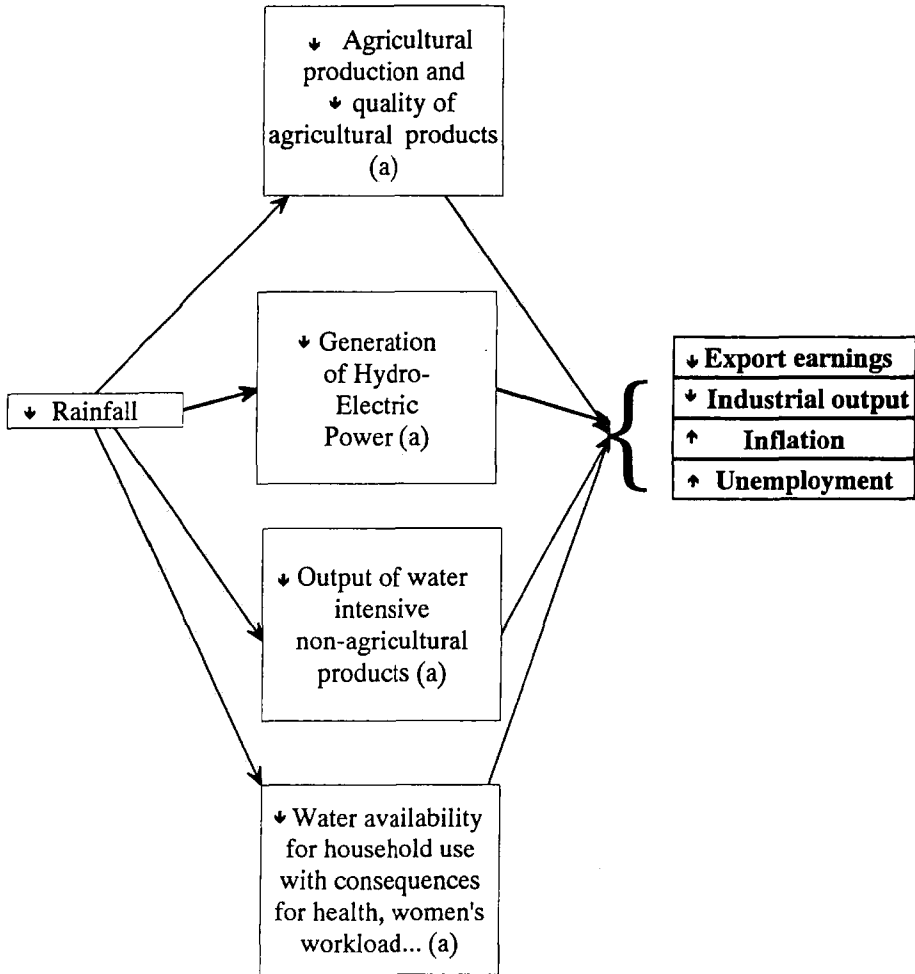 ↓ Agricultural
production and
↓ quality of
agricultural products
(a)
↓ Rainfall
↓ Generation
of Hydro-
Electric
Power (a)
↓ Output of water
intensive
non-agricultural
products (a)
↓ Water availability
for household use
with consequences
for health, women's
workload... (a)
↓ Export earnings
↓ Industrial output
↑ Inflation
↑ Unemployment